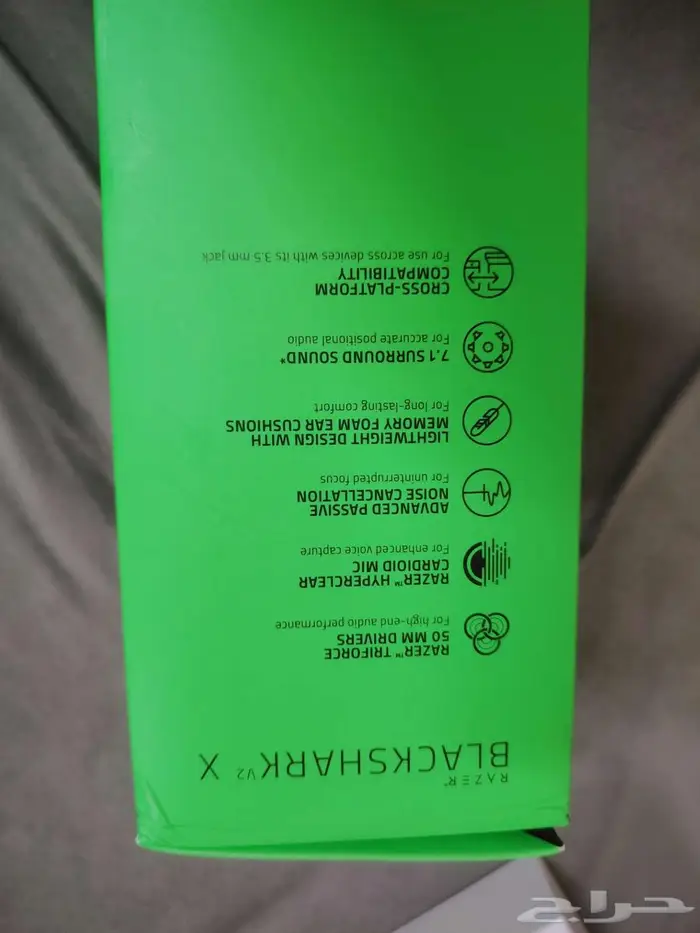 RAZER™
BLACKSHARK V2 X
RAZER™ TRIFORCE
50 MM DRIVERS
For high-end audio performance
RAZER™ HYPERCLEAR
CARDIOID MIC
For enhanced voice capture
ADVANCED PASSIVE
NOISE CANCELLATION
For uninterrupted focus
LIGHTWEIGHT DESIGN WITH
MEMORY FOAM EAR CUSHIONS
For long-lasting comfort
7.1 SURROUND SOUND*
For accurate positional audio
CROSS-PLATFORM
COMPATIBILITY
For use across devices with its 3.5 mm jack
حراج